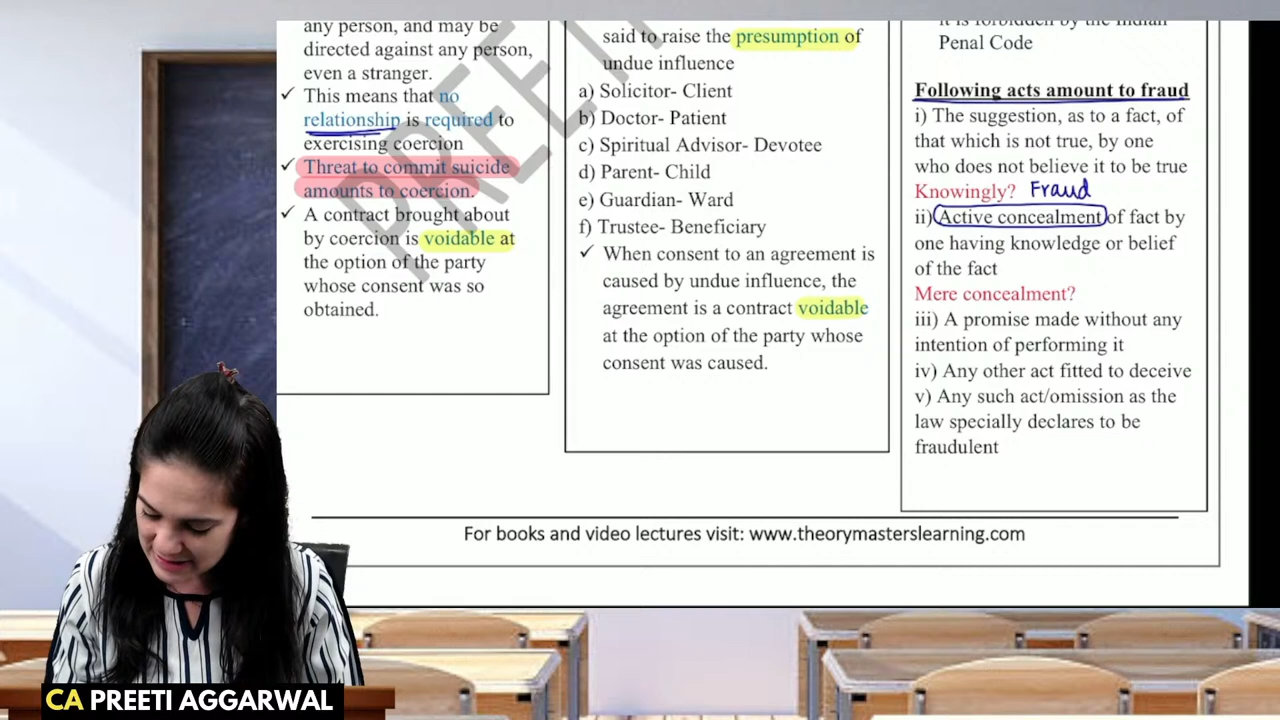 any person, and may be
directed against any person,
even a stranger.
✓ This means that no
relationship is required to
exercising coercion
✓ Threat to commit suicide
amounts to coercion.
✓ A contract brought about
by coercion is voidable at
the option of the party
whose consent was so
obtained.
said to raise the presumption of
undue influence
a) Solicitor- Client
b) Doctor- Patient
c) Spiritual Advisor- Devotee
d) Parent- Child
e) Guardian- Ward
f) Trustee- Beneficiary
✓ When consent to an agreement is
caused by undue influence, the
agreement is a contract voidable
at the option of the party whose
consent was caused.
it is forbidden by the Indian
Penal Code
Following acts amount to fraud
i) The suggestion, as to a fact, of
that which is not true, by one
who does not believe it to be true
Knowingly? Fraud
ii) Active concealment of fact by
one having knowledge or belief
of the fact
Mere concealment?
iii) A promise made without any
intention of performing it
iv) Any other act fitted to deceive
v) Any such act/omission as the
law specially declares to be
fraudulent
PREETI
For books and video lectures visit: www.theorymasterslearning.com
CA PREETI AGGARWAL